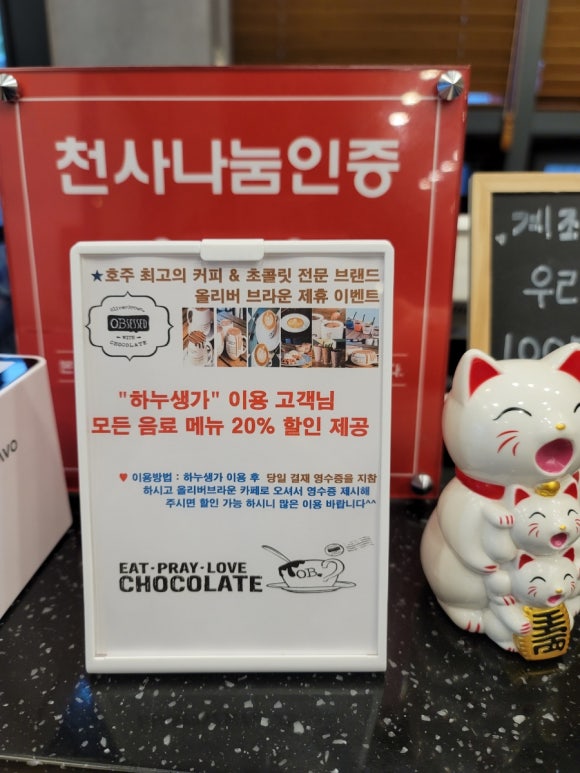 천사나눔인증
★호주 최고의 커피 & 초콜릿 전문 브랜드
올리버 브라운 제휴 이벤트
OBSESSED
WITH
CHOCOLATE
"하누생가" 이용 고객님
모든 음료 메뉴 20% 할인 제공
♥ 이용방법 : 하누생가 이용 후 당일 결재 영수증을 지참
하시고 올리버브라운 카페로 오셔서 영수증 제시해
주시면 할인 가능 하시니 많은 이용 바랍니다^^
EAT·PRAY·LOVE
CHOCOLATE
OB.
계조
우리
100